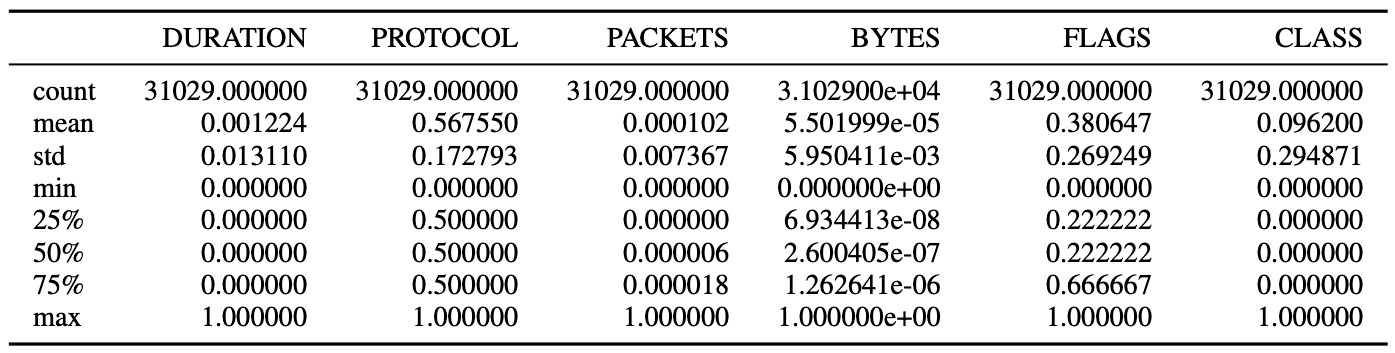 DURATION PROTOCOL PACKETS BYTES FLAGS CLASS
count 31029.000000 31029.000000 31029.000000 3.102900e+04 31029.000000 31029.000000
mean 0.001224 0.567550 0.000102 5.501999e-05 0.380647 0.096200
std 0.013110 0.172793 0.007367 5.950411e-03 0.269249 0.294871
min 0.000000 0.000000 0.000000 0.000000e+00 0.000000 0.000000
25% 0.000000 0.500000 0.000000 6.934413e-08 0.222222 0.000000
50% 0.000000 0.500000 0.000006 2.600405e-07 0.222222 0.000000
75% 0.000000 0.500000 0.000018 1.262641e-06 0.666667 0.000000
max 1.000000 1.000000 1.000000 1.000000e+00 1.000000 1.000000